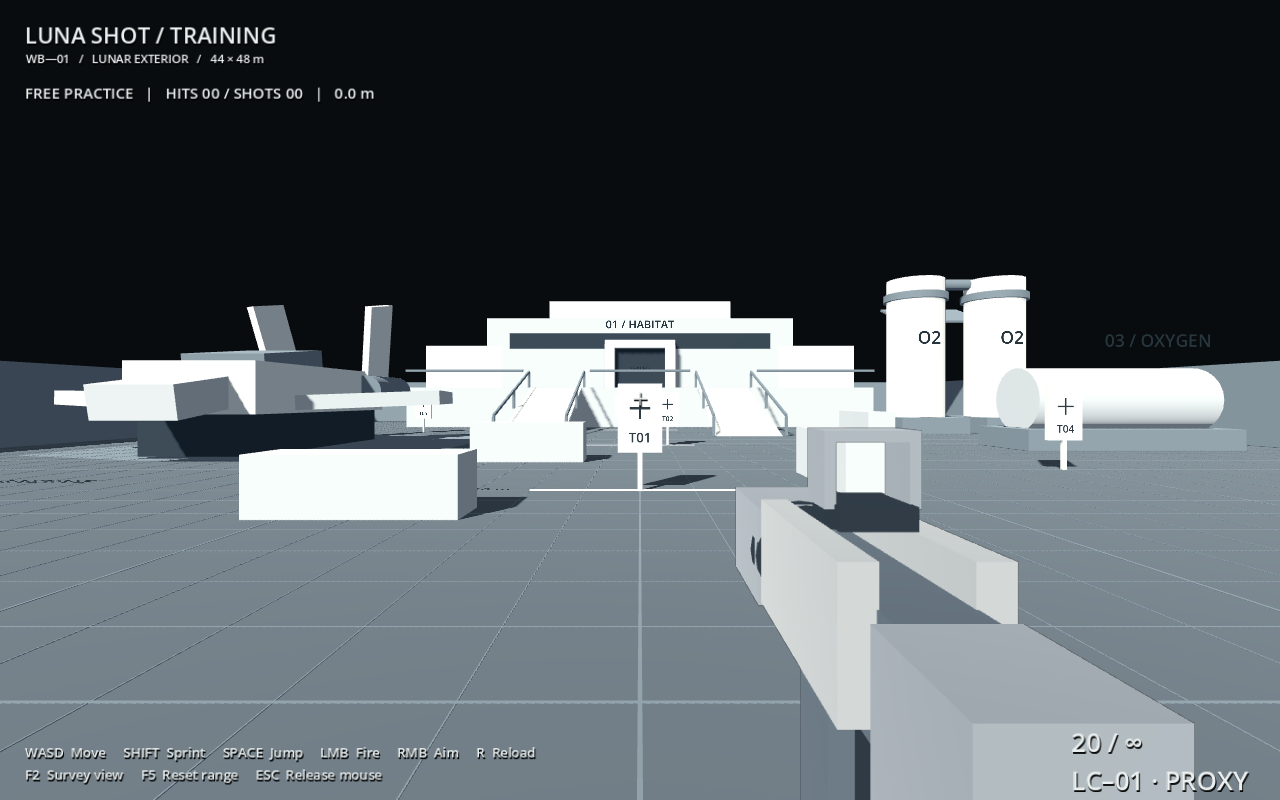 LUNA SHOT / TRAINING
WB—01 / LUNAR EXTERIOR / 44 × 48 m
FREE PRACTICE | HITS 00 / SHOTS 00 | 0.0 m
01 / HABITAT
O2 O2
03 / OXYGEN
T01
T02
T04
WASD Move SHIFT Sprint SPACE Jump LMB Fire RMB Aim R Reload
F2 Survey view F5 Reset range ESC Release mouse
20 / ∞
LC–01 · PROXY